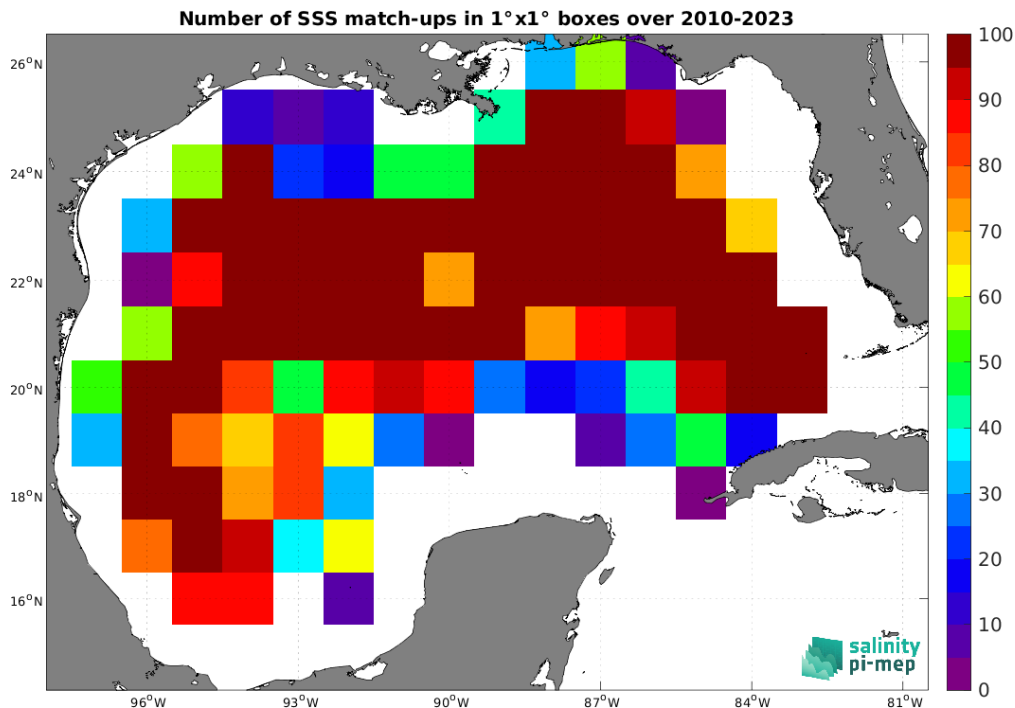 Number of SSS match-ups in 1°x1° boxes over 2010-2023
26°N
24°N
22°N
20°N
18°N
16°N
96°W
93°W
90°W
87°W
84°W
81°W
100
90
80
70
60
50
40
30
20
10
0
salinity
pi-mep